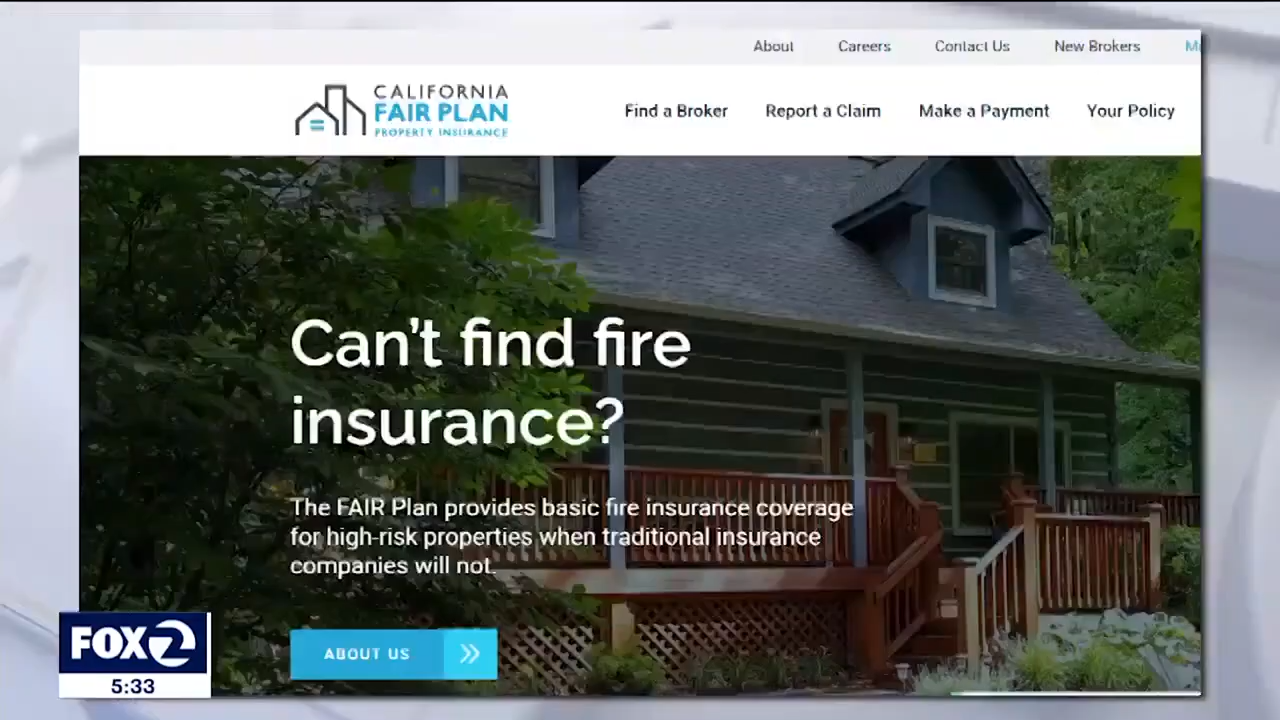 About Careers Contact Us New Brokers
CALIFORNIA
FAIR PLAN
PROPERTY INSURANCE
Find a Broker Report a Claim Make a Payment Your Policy
Can't find fire
insurance?
The FAIR Plan provides basic fire insurance coverage
for high-risk properties when traditional insurance
companies will not.
ABOUT US
FOX 2
5:33